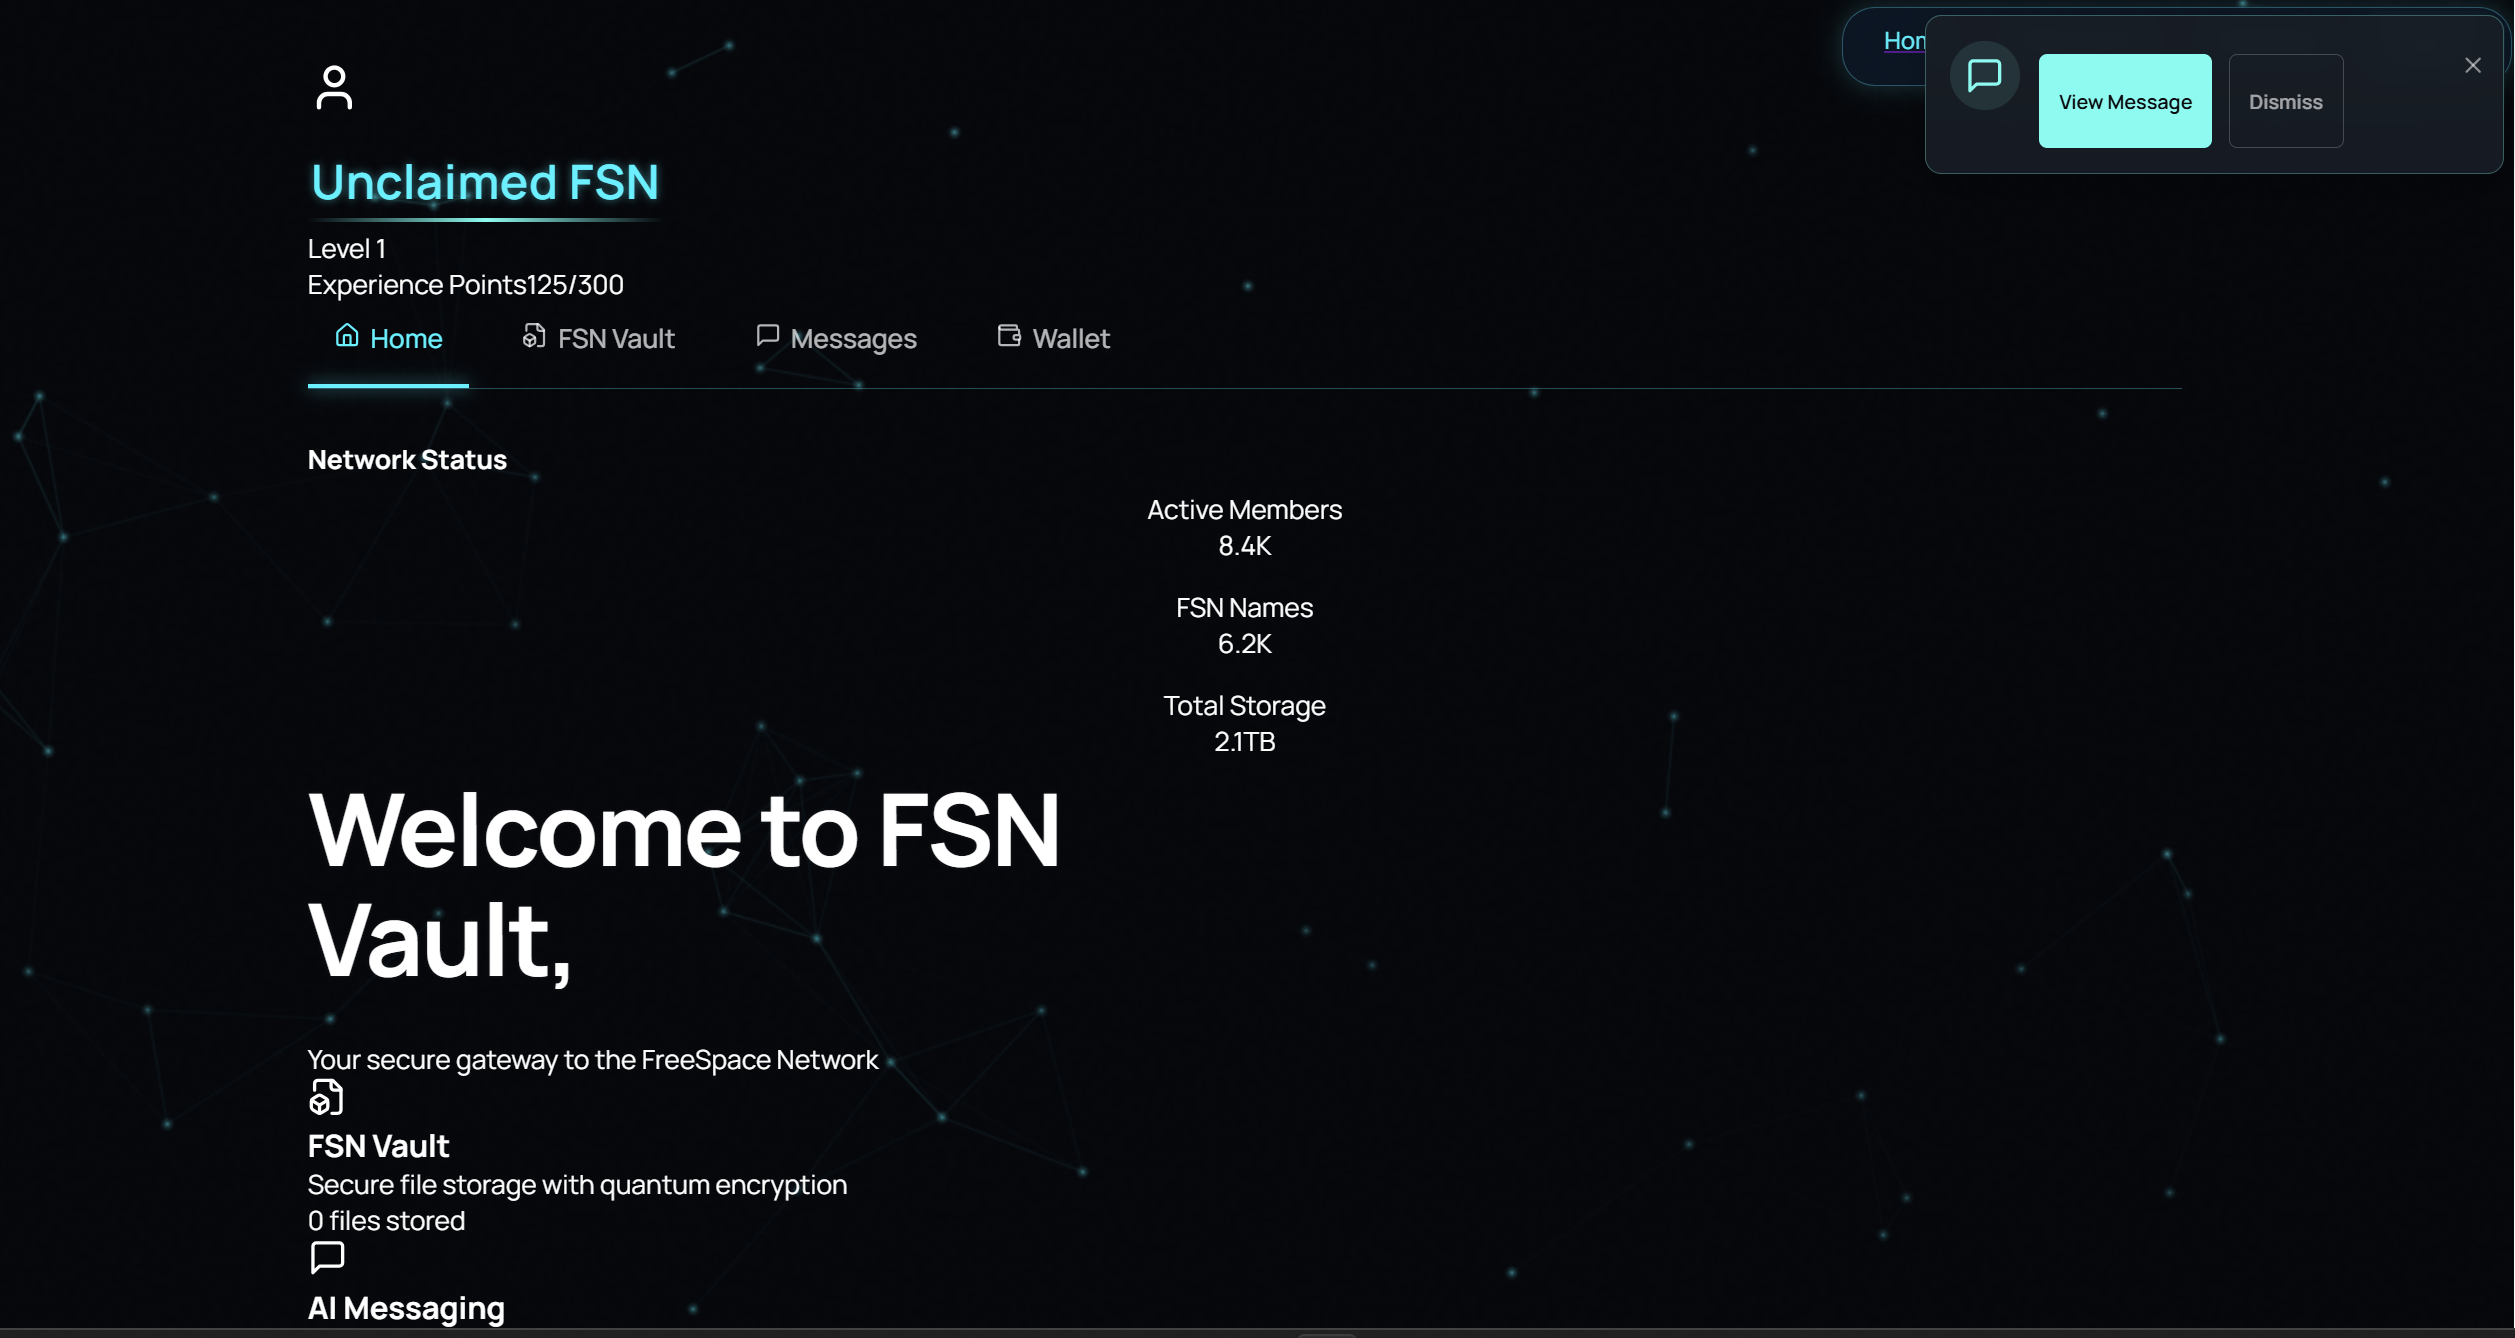 Hom
View Message
Dismiss
Unclaimed FSN
Level 1
Experience Points125/300
Home
FSN Vault
Messages
Wallet
Network Status
Active Members
8.4K
FSN Names
6.2K
Total Storage
2.1TB
Welcome to FSN
Vault,
Your secure gateway to the FreeSpace Network
FSN Vault
Secure file storage with quantum encryption
0 files stored
AI Messaging